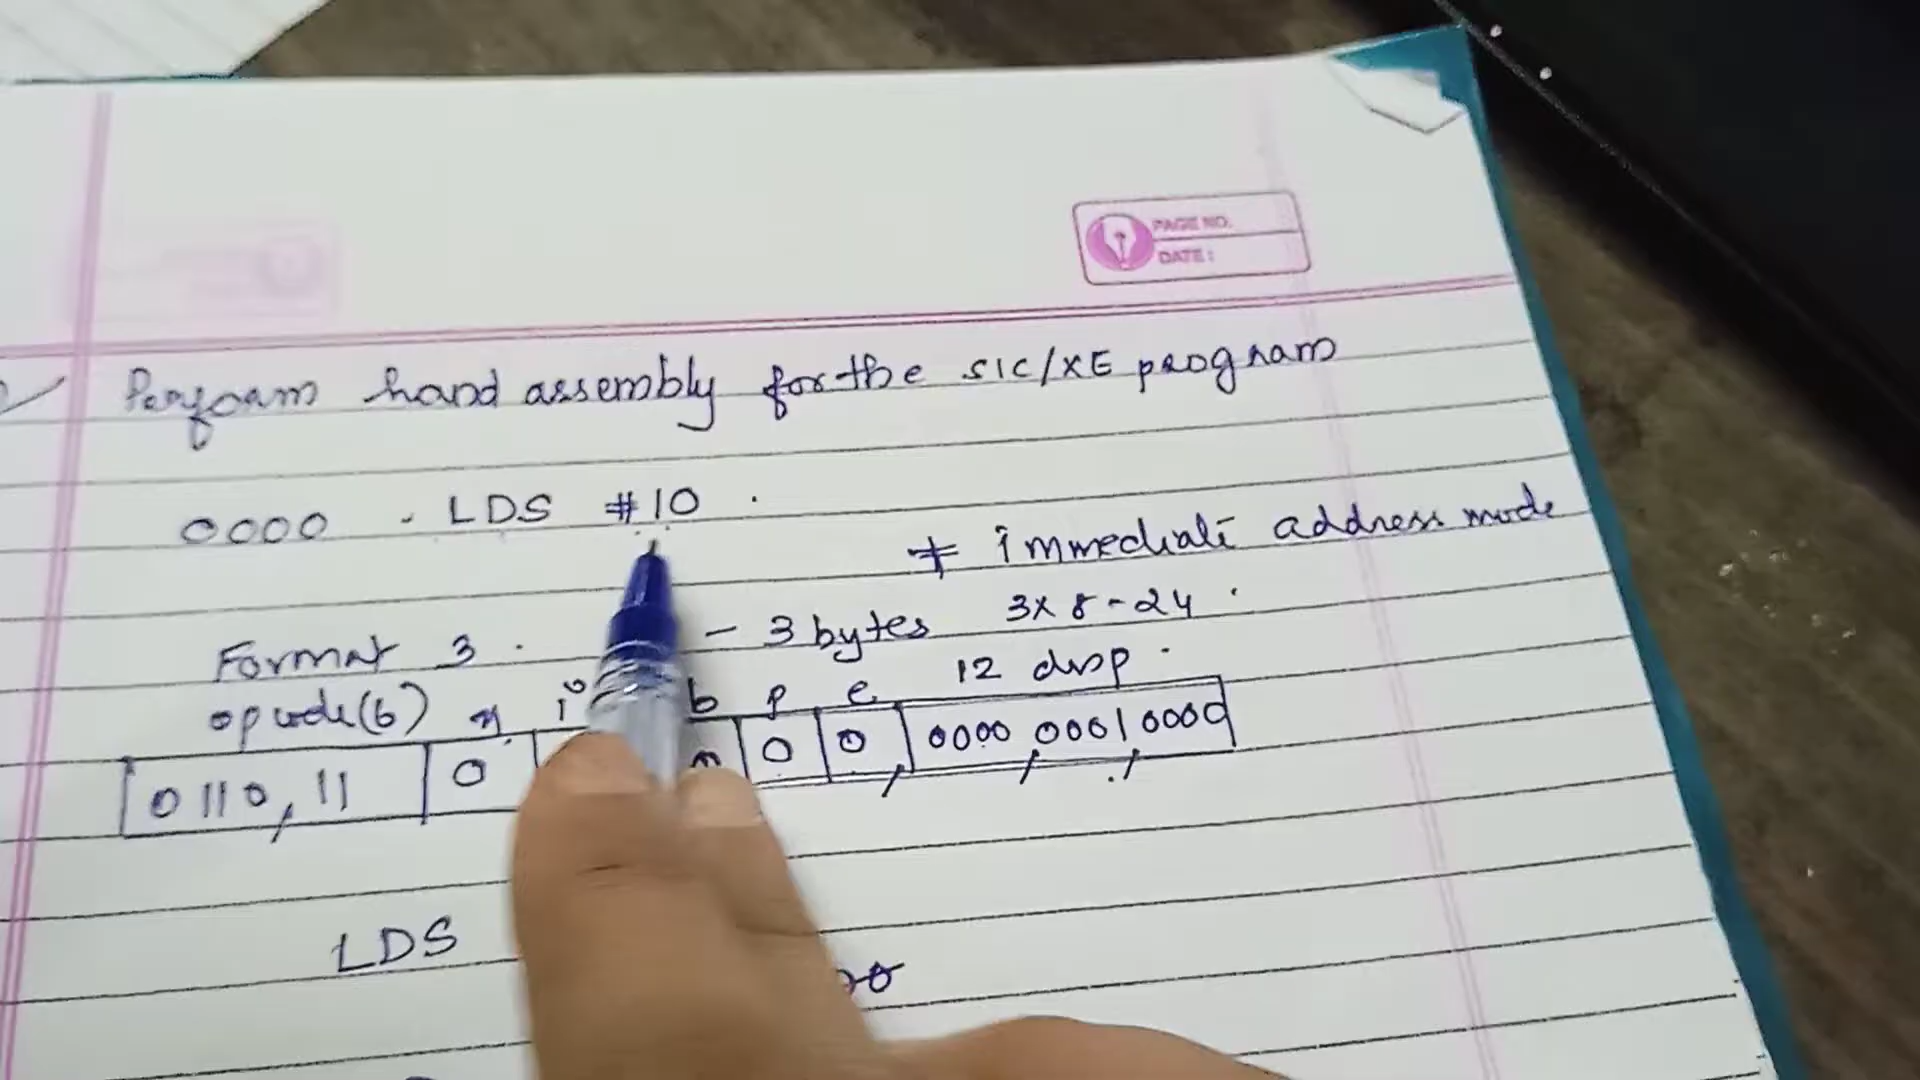 PAGE NO.
DATE:
Perform hand assembly for the SIC/XE program
0000 - LDS #10 .
* immediate address mode
Format 3 . - 3 bytes 3x8-24 .
opcode(6) n i b p e 12 disp .
0110,11 0 0 0 0000,0001,0000
LDS